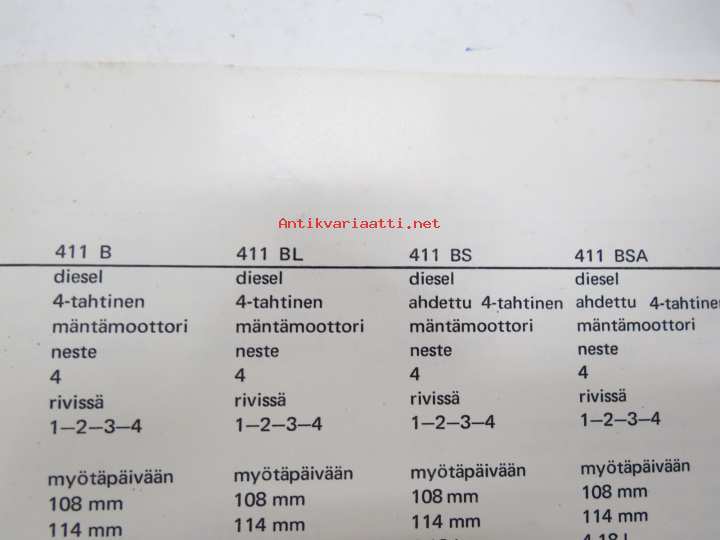 Antikvariaatti.net
411 B 411 BL 411 BS 411 BSA
diesel diesel diesel diesel
4-tahtinen 4-tahtinen ahdettu 4-tahtinen ahdettu 4-tahtinen
mäntämoottori mäntämoottori mäntämoottori mäntämoottori
neste neste neste neste
4 4 4 4
rivissä rivissä rivissä rivissä
1—2—3—4 1—2—3—4 1—2—3—4 1—2—3—4
myötäpäivään myötäpäivään myötäpäivään myötäpäivään
108 mm 108 mm 108 mm 108 mm
114 mm 114 mm 114 mm 114 mm